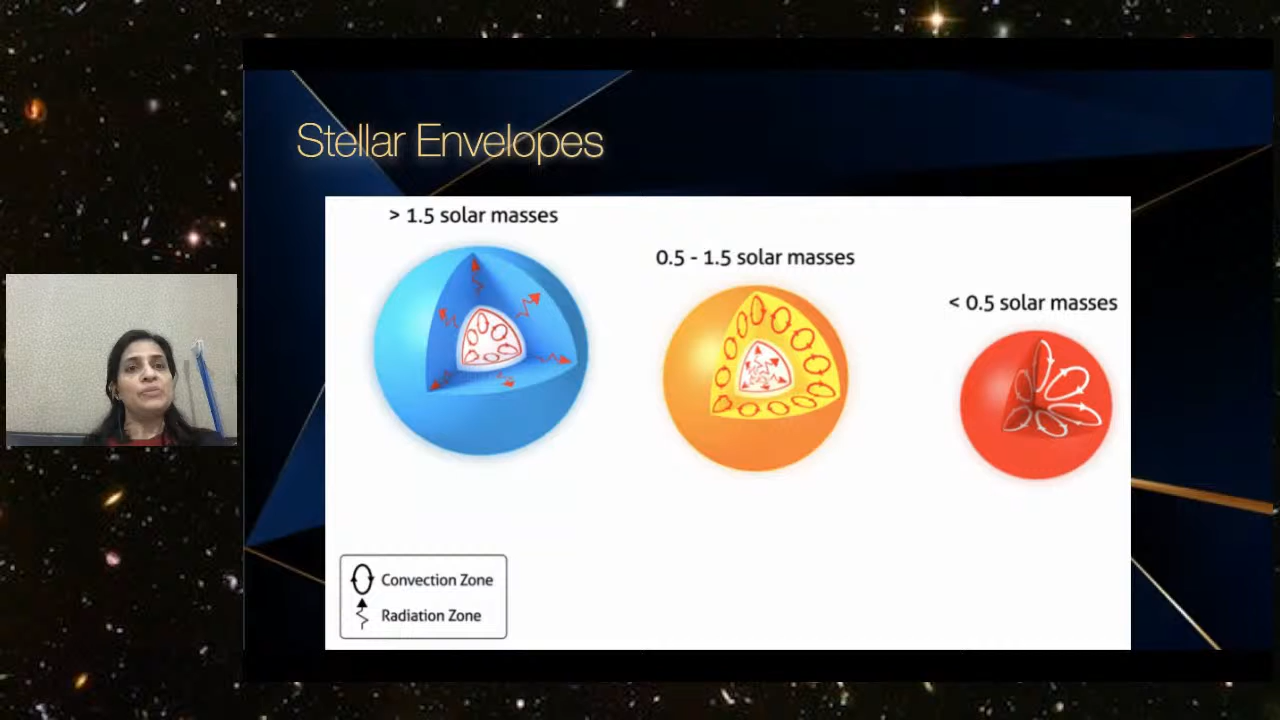 Stellar Envelopes
> 1.5 solar masses
0.5 - 1.5 solar masses
< 0.5 solar masses
Convection Zone
Radiation Zone